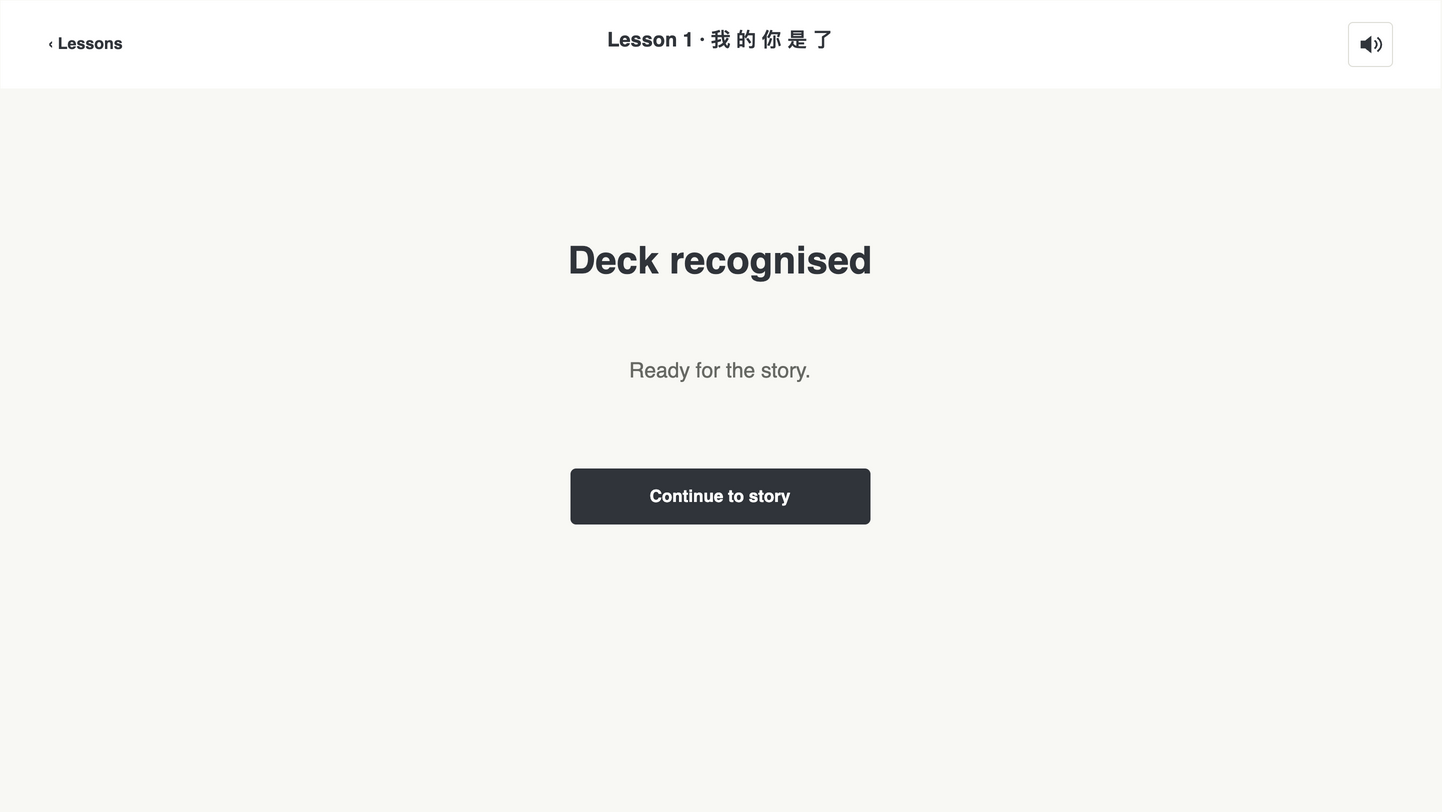 ‹ Lessons
Lesson 1 · 我 的 你 是 了
Deck recognised
Ready for the story.
Continue to story